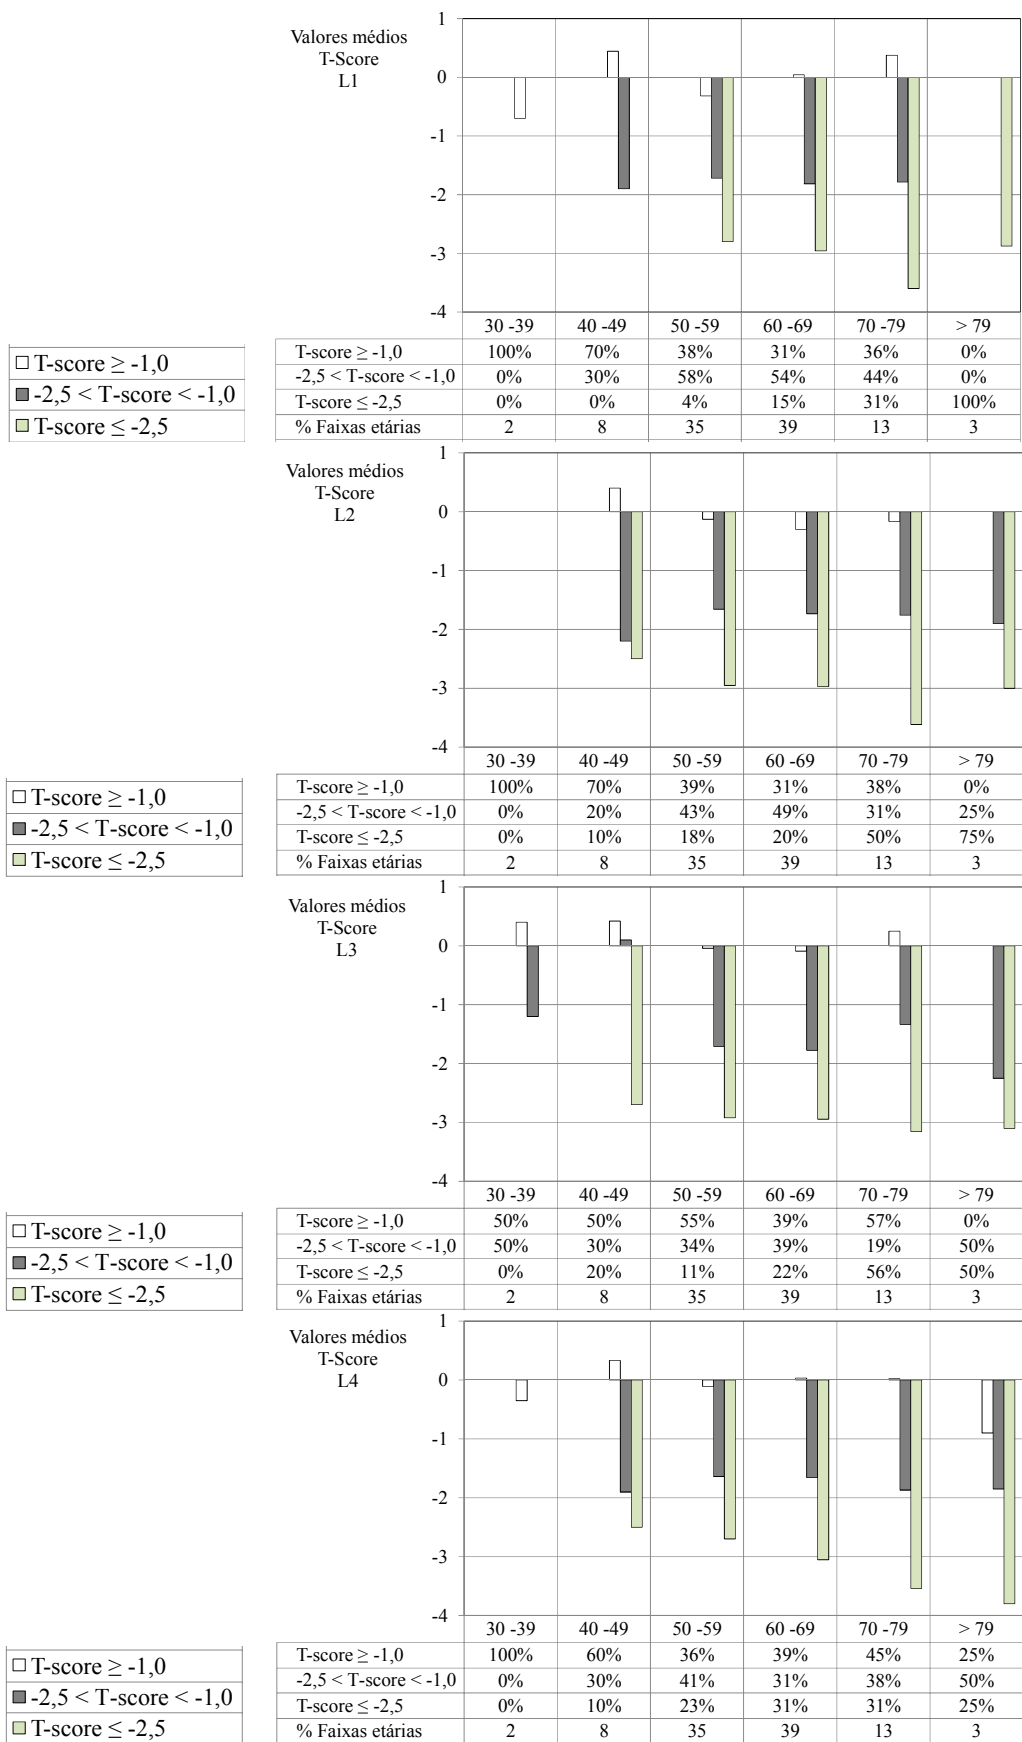 Valores médios
T-Score
L1
1
0
-1
-2
-3
-4
30 -39 40 -49 50 -59 60 -69 70 -79 > 79
T-score ≥ -1,0 100% 70% 38% 31% 36% 0%
-2,5 < T-score < -1,0 0% 30% 58% 54% 44% 0%
T-score ≤ -2,5 0% 0% 4% 15% 31% 100%
% Faixas etárias 2 8 35 39 13 3
T-score ≥ -1,0
-2,5 < T-score < -1,0
T-score ≤ -2,5
Valores médios
T-Score
L2
1
0
-1
-2
-3
-4
30 -39 40 -49 50 -59 60 -69 70 -79 > 79
T-score ≥ -1,0 100% 70% 39% 31% 38% 0%
-2,5 < T-score < -1,0 0% 20% 43% 49% 31% 25%
T-score ≤ -2,5 0% 10% 18% 20% 50% 75%
% Faixas etárias 2 8 35 39 13 3
T-score ≥ -1,0
-2,5 < T-score < -1,0
T-score ≤ -2,5
Valores médios
T-Score
L3
1
0
-1
-2
-3
-4
30 -39 40 -49 50 -59 60 -69 70 -79 > 79
T-score ≥ -1,0 50% 50% 55% 39% 57% 0%
-2,5 < T-score < -1,0 50% 30% 34% 39% 19% 50%
T-score ≤ -2,5 0% 20% 11% 22% 56% 50%
% Faixas etárias 2 8 35 39 13 3
T-score ≥ -1,0
-2,5 < T-score < -1,0
T-score ≤ -2,5
Valores médios
T-Score
L4
1
0
-1
-2
-3
-4
30 -39 40 -49 50 -59 60 -69 70 -79 > 79
T-score ≥ -1,0 100% 60% 36% 39% 45% 25%
-2,5 < T-score < -1,0 0% 30% 41% 31% 38% 50%
T-score ≤ -2,5 0% 10% 23% 31% 31% 25%
% Faixas etárias 2 8 35 39 13 3
T-score ≥ -1,0
-2,5 < T-score < -1,0
T-score ≤ -2,5